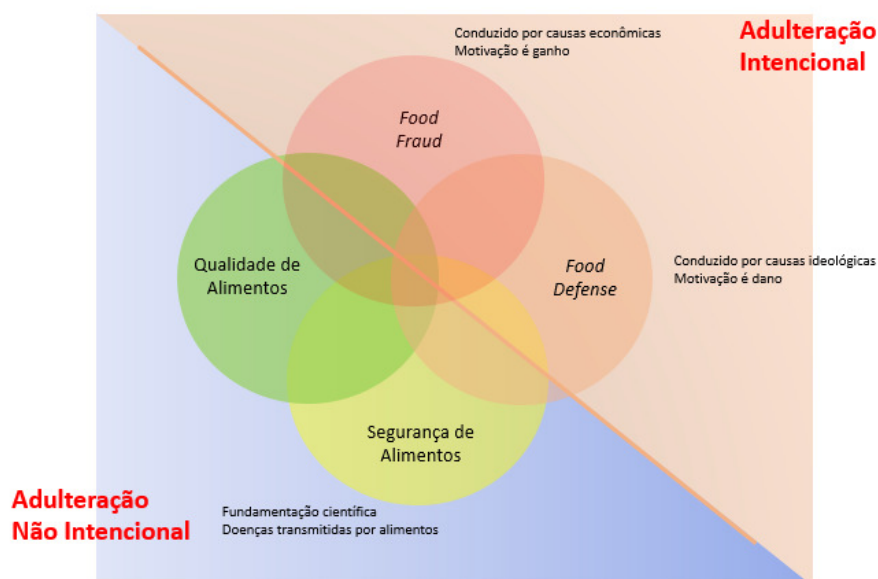 Conduzido por causas econômicas
Motivação é ganho
Adulteração
Intencional
Food
Fraud
Qualidade de
Alimentos
Food
Defense
Conduzido por causas ideológicas
Motivação é dano
Segurança de
Alimentos
Adulteração
Não Intencional
Fundamentação científica
Doenças transmitidas por alimentos